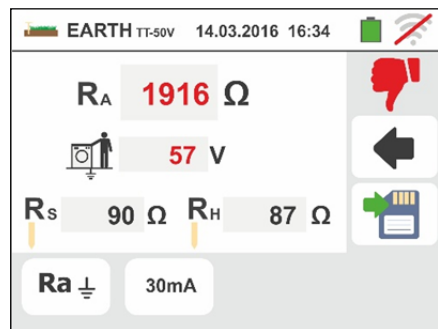 EARTH TT-50V 14.03.2016 16:34
RA 1916 Ω
57 V
RS 90 Ω RH 87 Ω
Ra 30mA